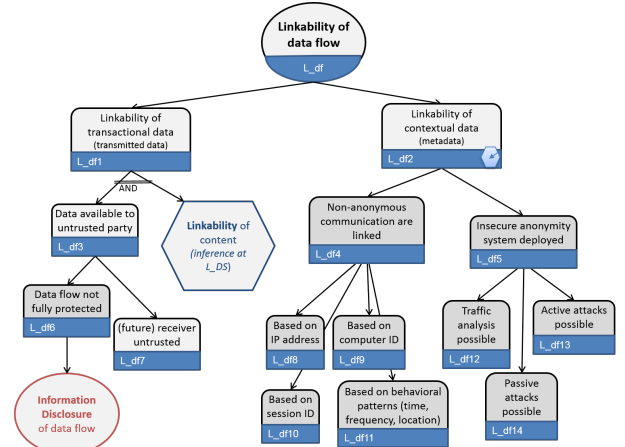 Linkability of
data flow
L_df
Linkability of
transactional data
(transmitted data)
L_df1
Linkability of
contextual data
(metadata)
L_df2
AND
Data available to
untrusted party
L_df3
Linkability of
content
(inference at
L_DS)
Non-anonymous
communication are
linked
L_df4
Insecure anonymity
system deployed
L_df5
Data flow not
fully protected
L_df6
(future) receiver
untrusted
L_df7
Based on
IP address
L_df8
Based on
computer ID
L_df9
Traffic
analysis
possible
L_df12
Active attacks
possible
L_df13
Information
Disclosure
of data flow
Based on
session ID
L_df10
Based on behavioral
patterns (time,
frequency, location)
L_df11
Passive
attacks
possible
L_df14